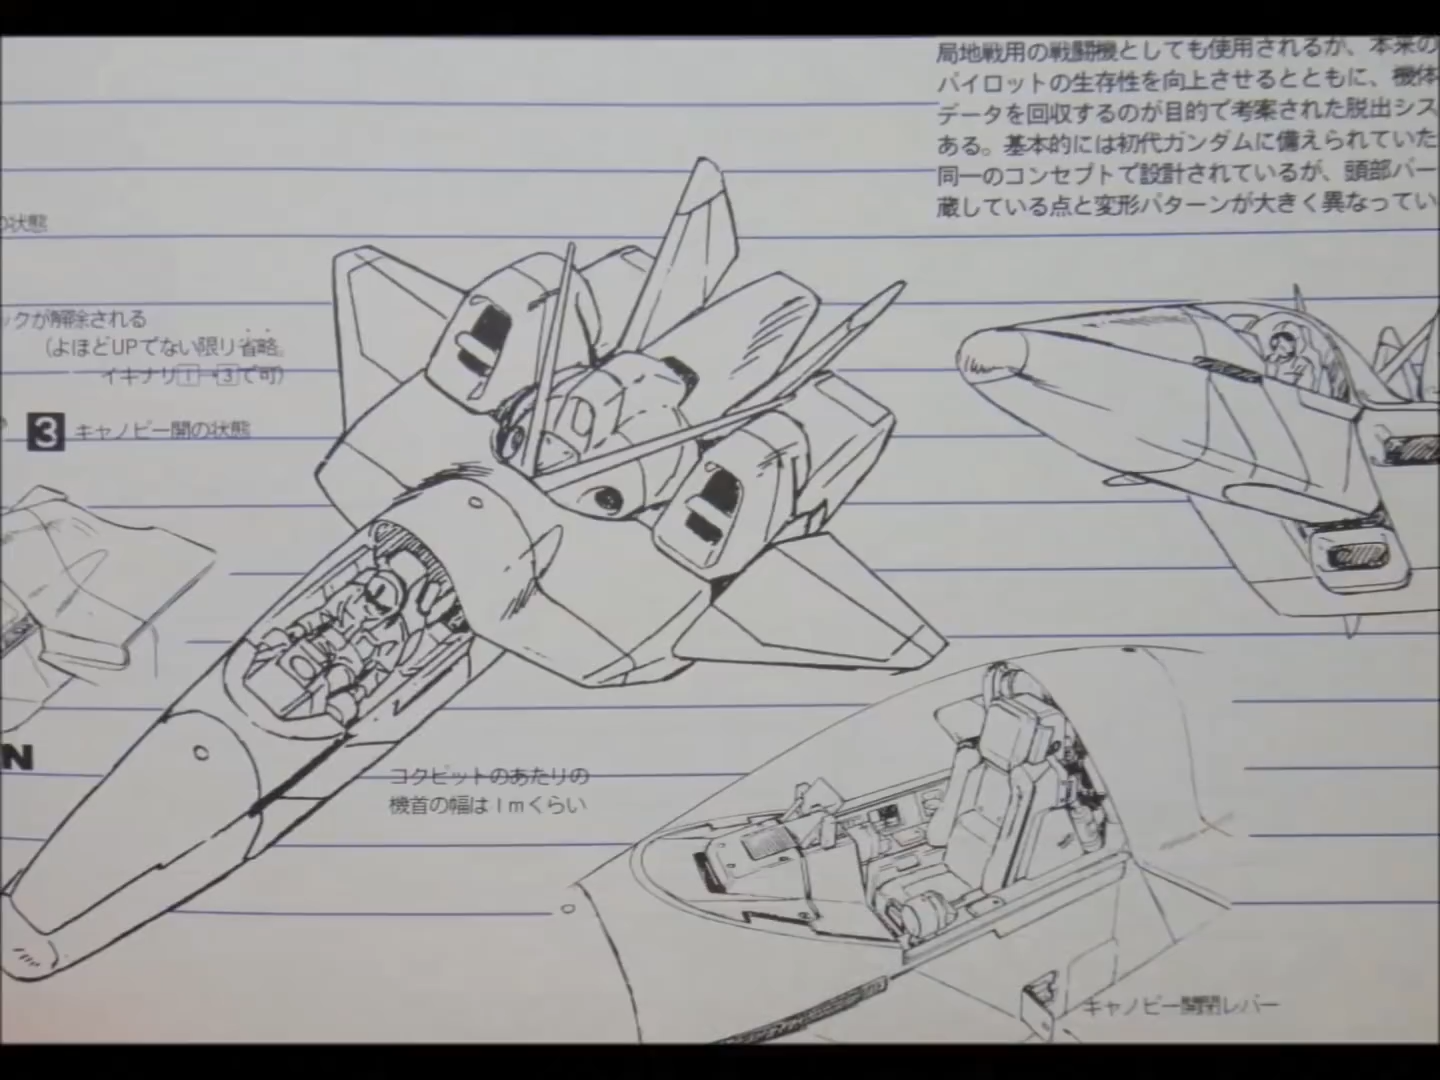 局地戦用の戦闘機としても使用されるが、本来の
パイロットの生存性を向上させるとともに、機体
データを回収するのが目的で考案された脱出シス
ある。基本的には初代ガンダムに備えられていた
同一のコンセプトで設計されているが、頭部パー
蔵している点と変形パターンが大きく異なってい
の状態
ックが解除される
(よほどUPでない限リ省略。
イキナリ1→3で可)
3 キャノピー開の状態
N
コクピットのあたりの
機首の幅は1mくらい
キャノピー開閉レバー